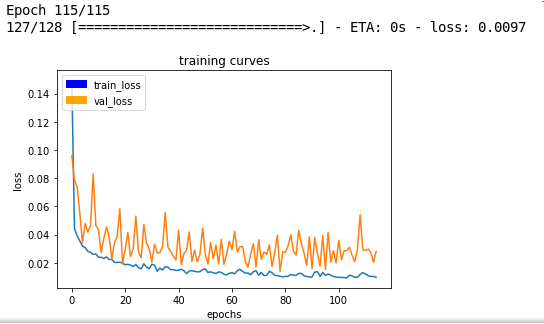 Epoch 115/115
127/128 [============================>.] - ETA: 0s - loss: 0.0097
training curves
train_loss
val_loss
0.14
0.12
0.10
0.08
0.06
0.04
0.02
loss
0 20 40 60 80 100
epochs